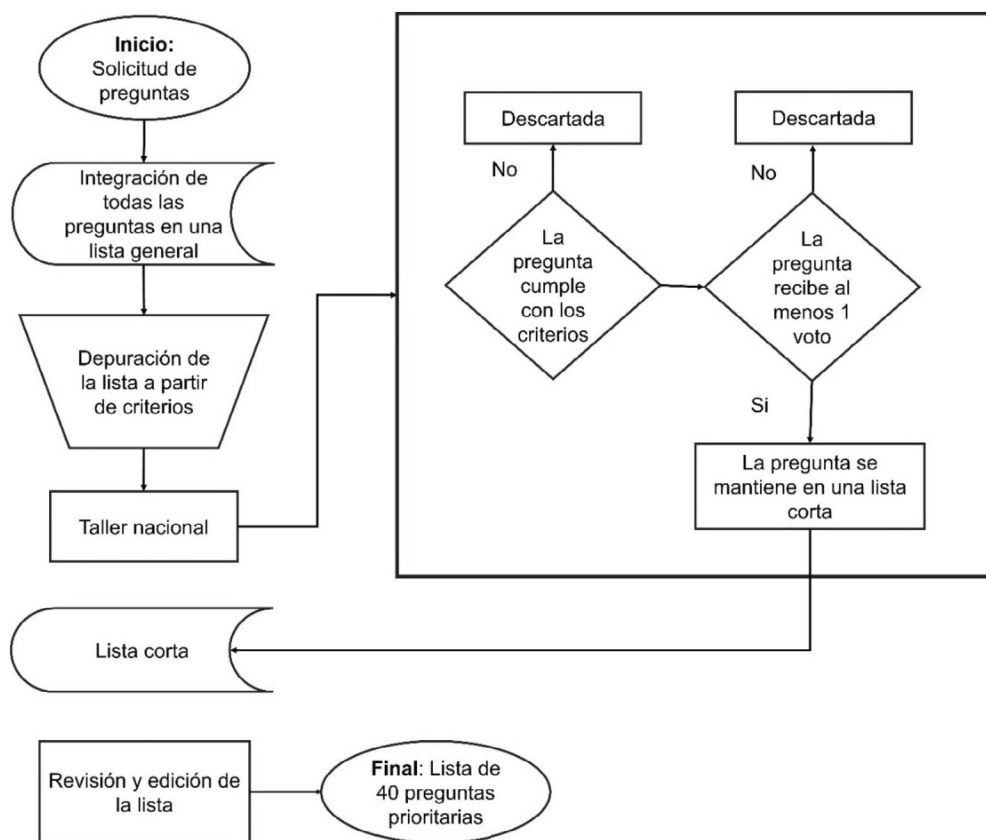 Inicio:
Solicitud de
preguntas
Integración de
todas las
preguntas en una
lista general
Depuración de
la lista a partir
de criterios
Taller nacional
Descartada
Descartada
No
No
La
pregunta
cumple
con los
criterios
La
pregunta
recibe al
menos 1
voto
Si
La pregunta se
mantiene en una lista
corta
Lista corta
Revisión y edición de
la lista
Final: Lista de
40 preguntas
prioritarias